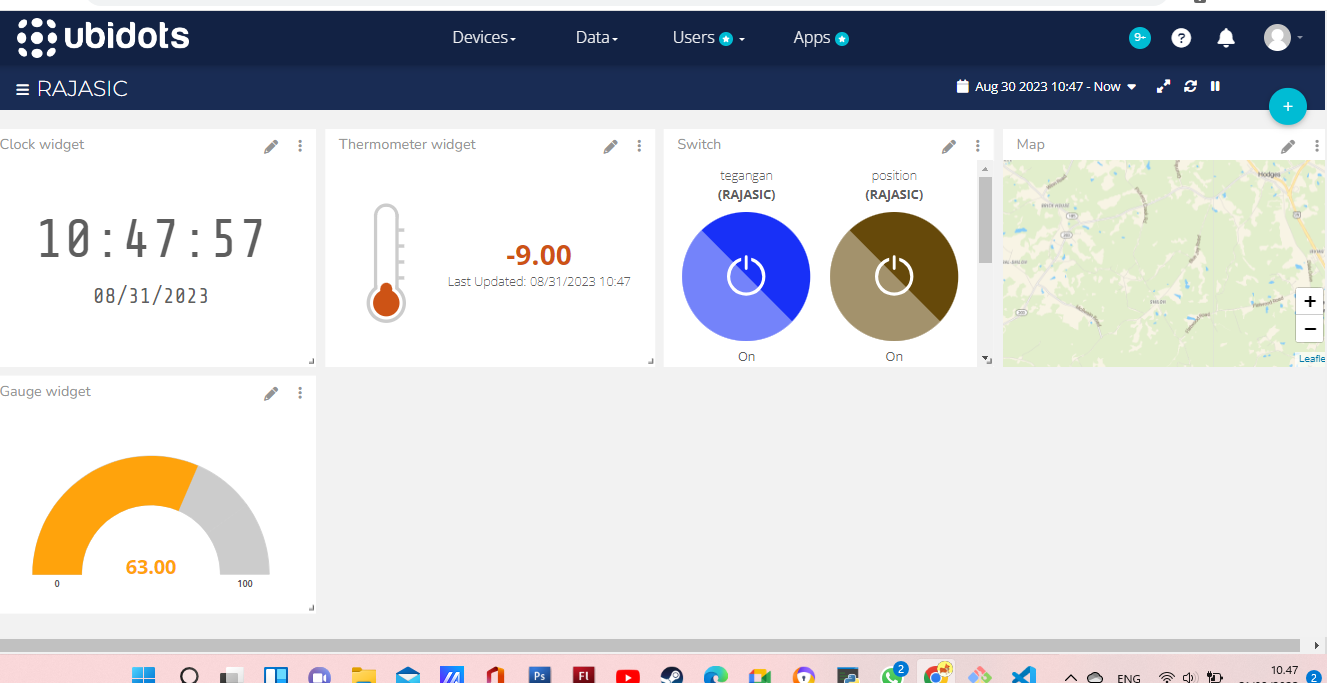 ubidots
Devices
Data
Users
Apps
9+
?
RAJASIC
Aug 30 2023 10:47 - Now
+
Clock widget
10:47:57
08/31/2023
Thermometer widget
-9.00
Last Updated: 08/31/2023 10:47
Switch
tegangan
(RAJASIC)
On
position
(RAJASIC)
On
Map
Hodges
+
−
Leafle
Gauge widget
63.00
0
100
Ps
FL
2
ENG
10.47
2